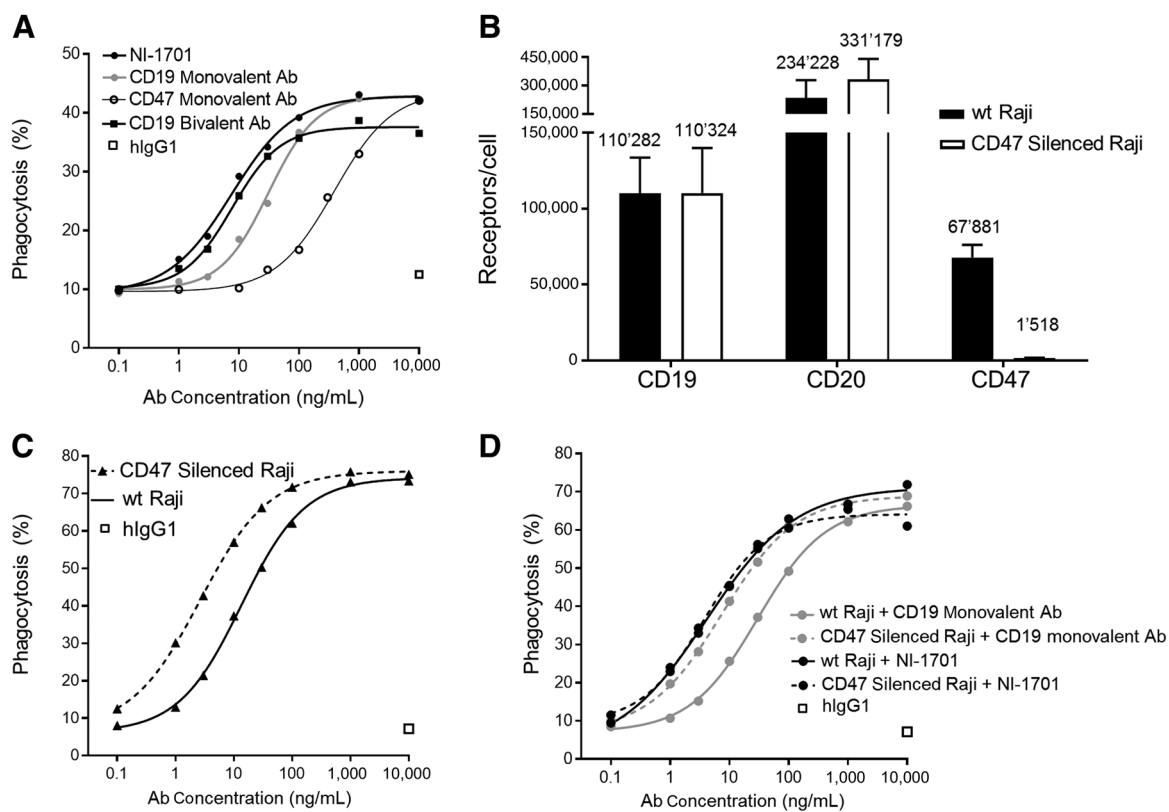 A
Phagocytosis (%)
50
40
30
20
10
0
NI-1701
CD19 Monovalent Ab
CD47 Monovalent Ab
CD19 Bivalent Ab
hIgG1
0.1 1 10 100 1,000 10,000
Ab Concentration (ng/mL)
B
Receptors/cell
450,000
300,000
150,000
150,000
100,000
50,000
0
110'282
110'324
234'228
331'179
67'881
1'518
wt Raji
CD47 Silenced Raji
CD19 CD20 CD47
C
Phagocytosis (%)
80
70
60
50
40
30
20
10
0
CD47 Silenced Raji
wt Raji
hIgG1
0.1 1 10 100 1,000 10,000
Ab Concentration (ng/mL)
D
Phagocytosis (%)
80
70
60
50
40
30
20
10
0
wt Raji + CD19 Monovalent Ab
CD47 Silenced Raji + CD19 monovalent Ab
wt Raji + NI-1701
CD47 Silenced Raji + NI-1701
hIgG1
0.1 1 10 100 1,000 10,000
Ab Concentration (ng/mL)